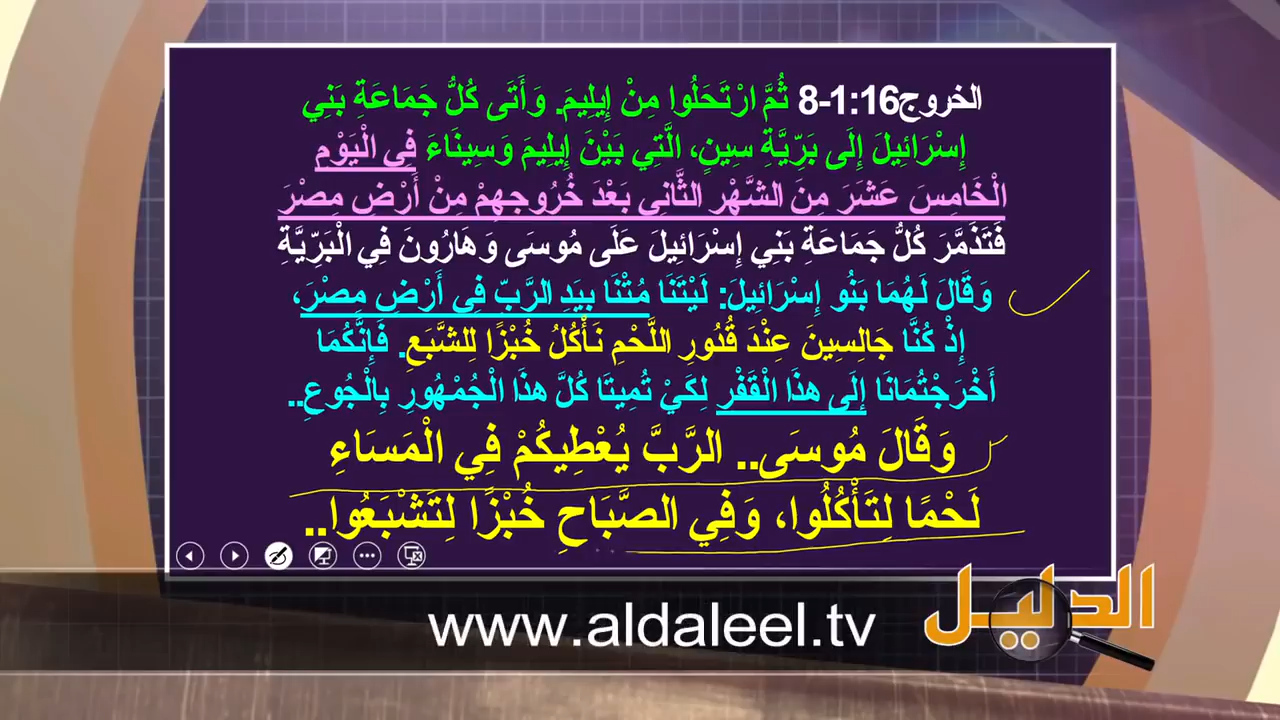 الخروج16:1-8 ثُمَّ ارْتَحَلُوا مِنْ إِيلِيمَ. وَأَتَى كُلُّ جَمَاعَةِ بَنِي
إِسْرَائِيلَ إِلَى بَرِّيَّةِ سِينٍ، الَّتِي بَيْنَ إِيلِيمَ وَسِينَاءَ فِي الْيَوْمِ
الْخَامِسَ عَشَرَ مِنَ الشَّهْرِ الثَّانِي بَعْدَ خُرُوجِهِمْ مِنْ أَرْضِ مِصْرَ
فَتَذَمَّرَ كُلُّ جَمَاعَةِ بَنِي إِسْرَائِيلَ عَلَى مُوسَى وَهَارُونَ فِي الْبَرِّيَّةِ
وَقَالَ لَهُمَا بَنُو إِسْرَائِيلَ: لَيْتَنَا مُتْنَا بِيَدِ الرَّبِّ فِي أَرْضِ مِصْرَ،
إِذْ كُنَّا جَالِسِينَ عِنْدَ قُدُورِ اللَّحْمِ نَأْكُلُ خُبْزًا لِلشَّبَعِ. فَإِنَّكُمَا
أَخْرَجْتُمَانَا إِلَى هذَا الْقَفْرِ لِكَيْ تُمِيتَا كُلَّ هذَا الْجُمْهُورِ بِالْجُوعِ..
وَقَالَ مُوسَى.. الرَّبَّ يُعْطِيكُمْ فِي الْمَسَاءِ
لَحْمًا لِتَأْكُلُوا، وَفِي الصَّبَاحِ خُبْزًا لِتَشْبَعُوا..
الدليل
www.aldaleel.tv